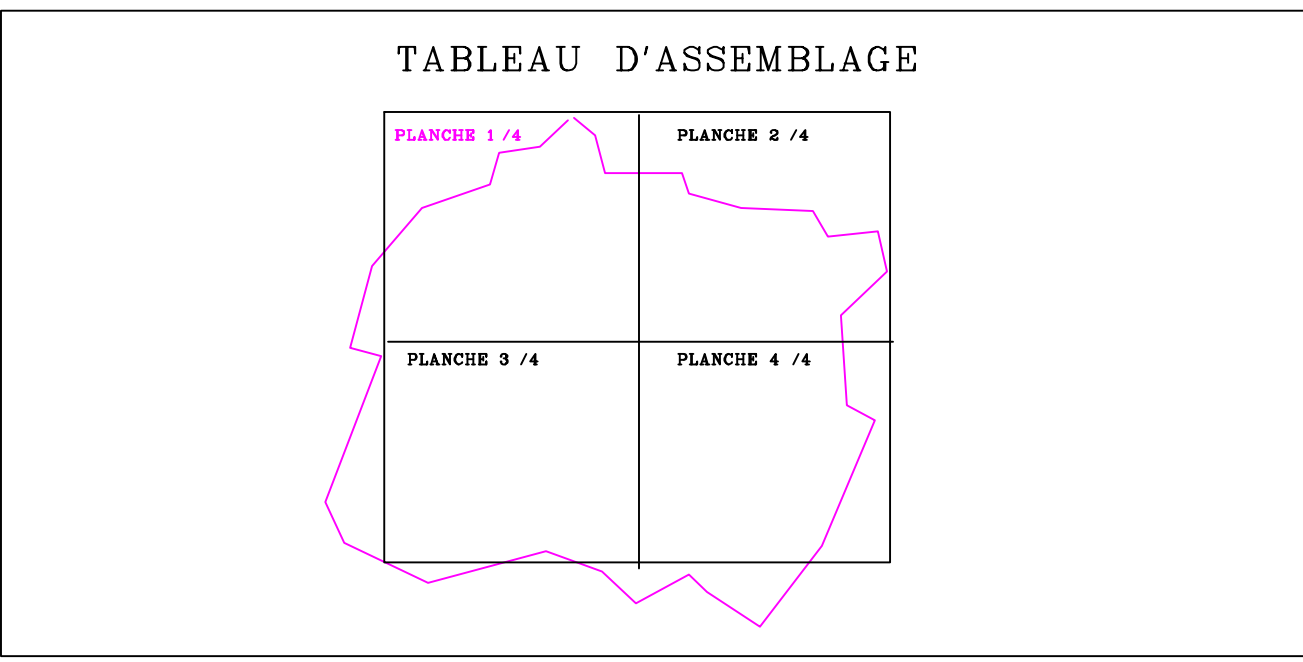 TABLEAU D'ASSEMBLAGE
PLANCHE 1 /4
PLANCHE 2 /4
PLANCHE 3 /4
PLANCHE 4 /4